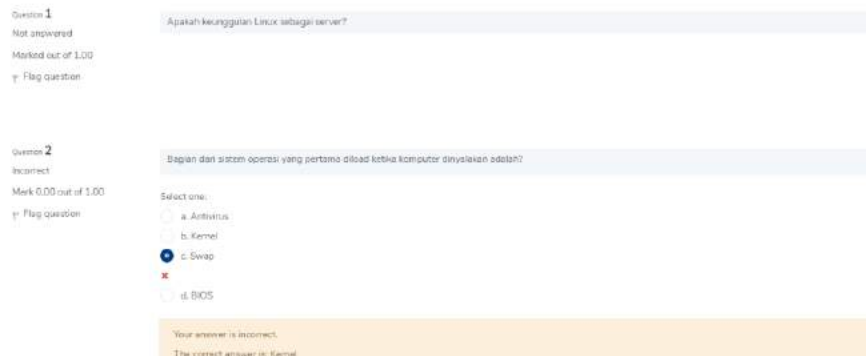 Question 1
Not answered
Marked out of 1.00
Flag question
Apakah keunggulan Linux sebagai server?
Question 2
Incorrect
Mark 0.00 out of 1.00
Flag question
Bagian dari sistem operasi yang pertama diload ketika komputer dinyalakan adalah?
Select one:
a. Antivirus
b. Kernel
c. Swap
d. BIOS
Your answer is incorrect.
The correct answer is: Kernel